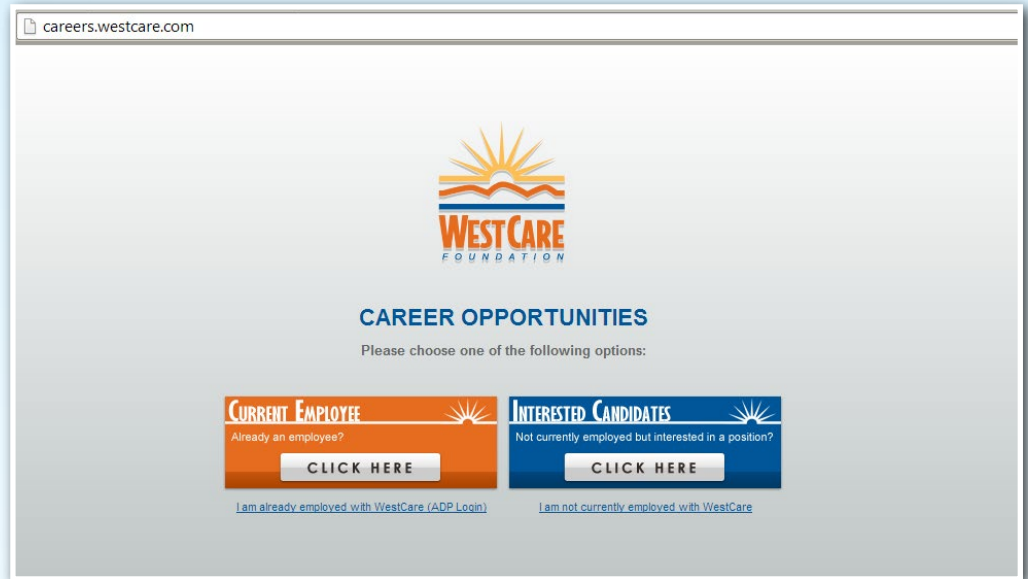 careers.westcare.com
WESTCARE
FOUNDATION
CAREER OPPORTUNITIES
Please choose one of the following options:
CURRENT EMPLOYEE
Already an employee?
CLICK HERE
I am already employed with WestCare (ADP Login)
INTERESTED CANDIDATES
Not currently employed but interested in a position?
CLICK HERE
I am not currently employed with WestCare